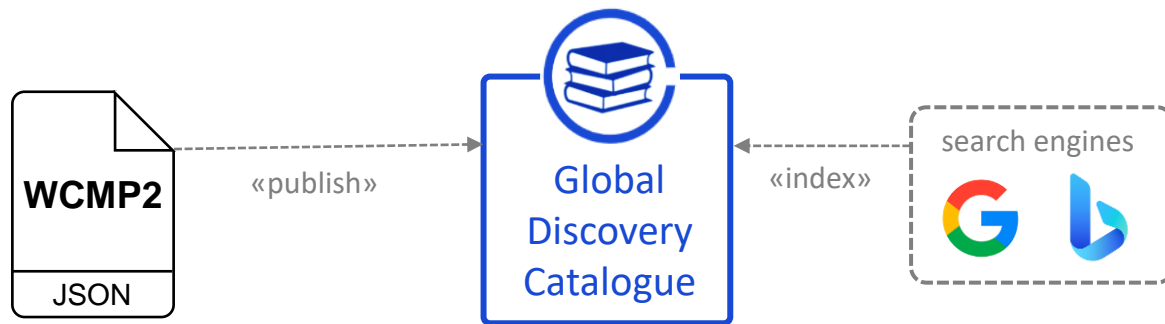 WCMP2
JSON
«publish»
Global
Discovery
Catalogue
«index»
search engines